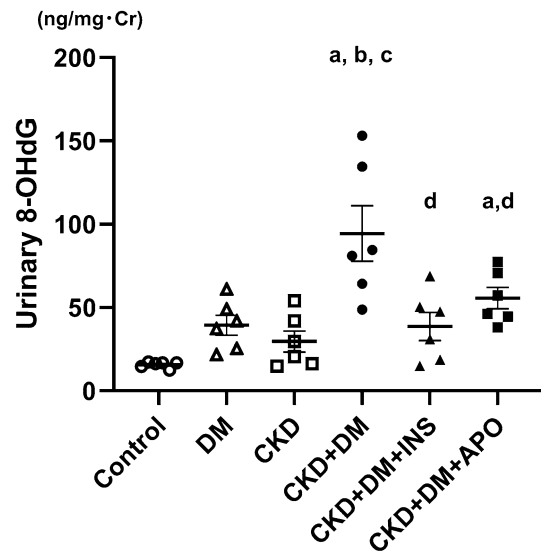 (ng/mg·Cr)
Urinary 8-OHdG
200
150
100
50
0
a, b, c
d
a,d
Control
DM
CKD
CKD+DM
CKD+DM+INS
CKD+DM+APO